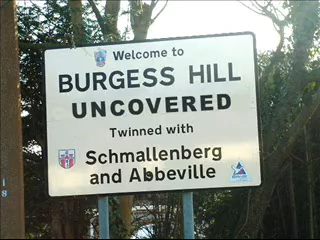 Welcome to
BURGESS HILL
UNCOVERED
Twinned with
Schmallenberg
and Abbeville